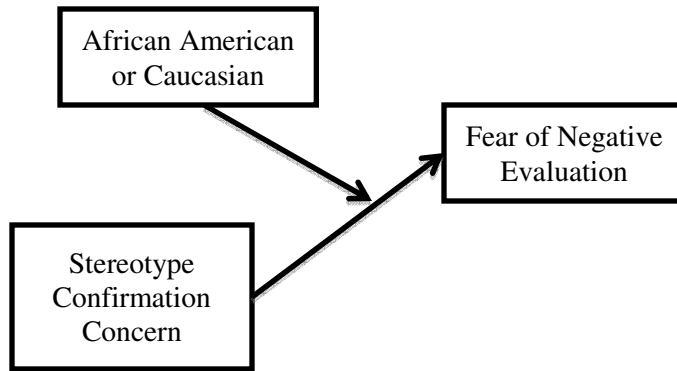 African American
or Caucasian
Fear of Negative
Evaluation
Stereotype
Confirmation
Concern